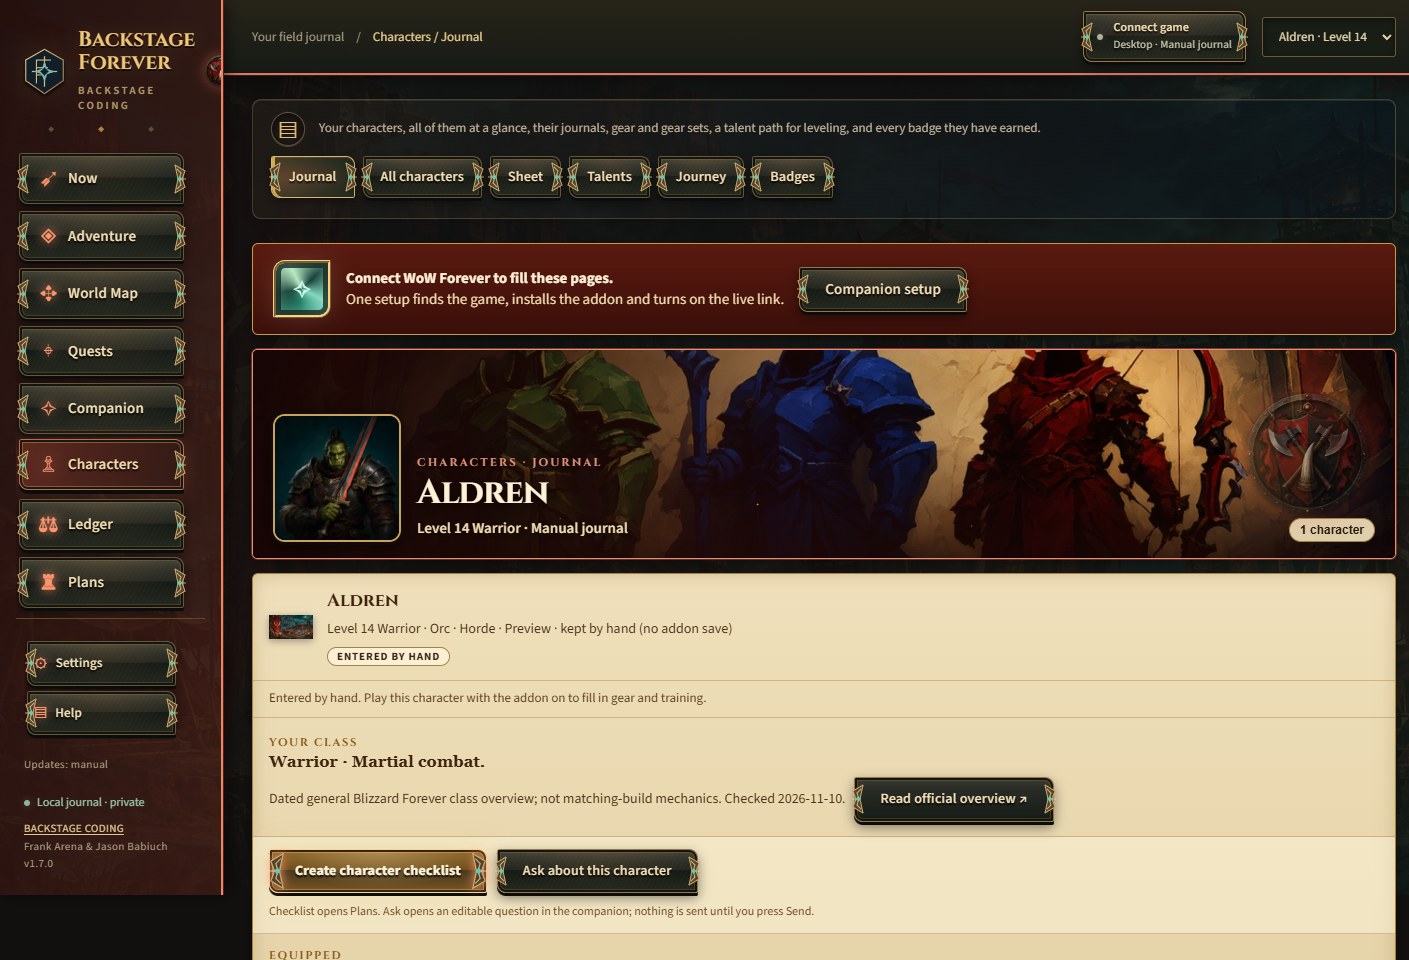 BACKSTAGE
FOREVER
BACKSTAGE
CODING
Now
Adventure
World Map
Quests
Companion
Characters
Ledger
Plans
Settings
Help
Updates: manual
Local journal · private
BACKSTAGE CODING
Frank Arena & Jason Babiuch
v1.7.0
Your field journal / Characters / Journal
Connect game
Desktop · Manual journal
Aldren · Level 14
Your characters, all of them at a glance, their journals, gear and gear sets, a talent path for leveling, and every badge they have earned.
Journal All characters Sheet Talents Journey Badges
Connect WoW Forever to fill these pages.
One setup finds the game, installs the addon and turns on the live link.
Companion setup
CHARACTERS · JOURNAL
ALDREN
Level 14 Warrior · Manual journal
1 character
ALDREN
Level 14 Warrior · Orc · Horde · Preview · kept by hand (no addon save)
ENTERED BY HAND
Entered by hand. Play this character with the addon on to fill in gear and training.
YOUR CLASS
Warrior · Martial combat.
Dated general Blizzard Forever class overview; not matching-build mechanics. Checked 2026-11-10.
Read official overview ↗
Create character checklist Ask about this character
Checklist opens Plans. Ask opens an editable question in the companion; nothing is sent until you press Send.
EQUIPPED